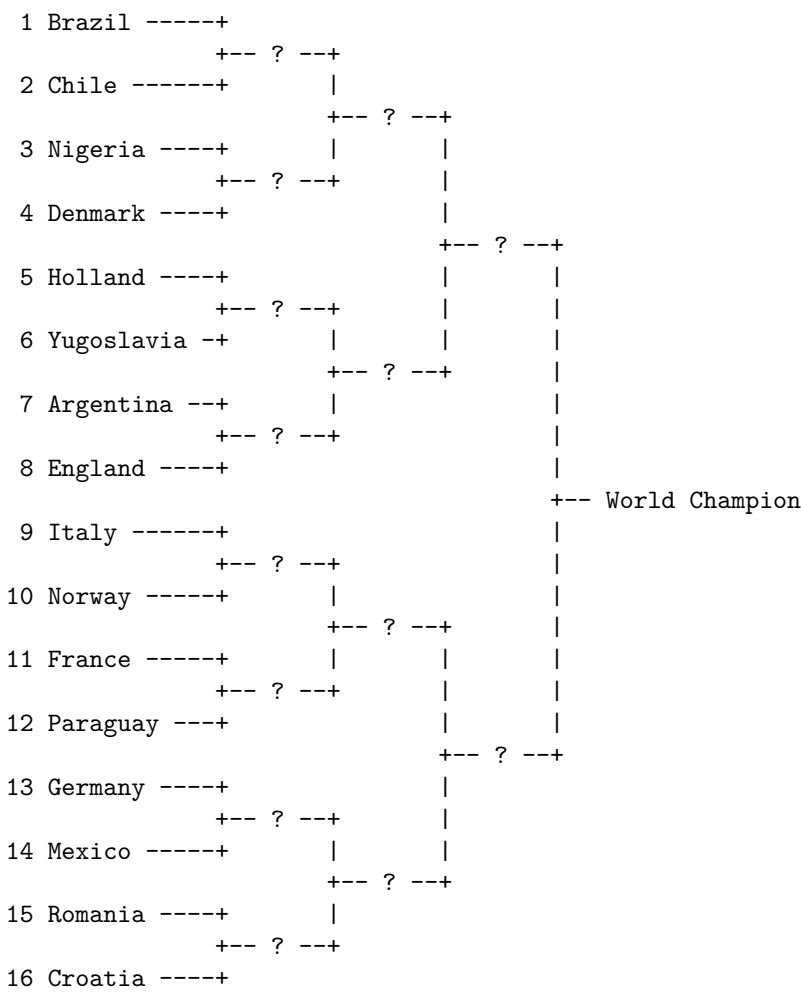 1 Brazil -----+
+-- ? --+
2 Chile ------+ |
+-- ? --+
3 Nigeria ----+ | |
+-- ? --+ |
4 Denmark ----+ |
+-- ? --+
5 Holland ----+ | |
+-- ? --+ | |
6 Yugoslavia -+ | | |
+-- ? --+ |
7 Argentina --+ | |
+-- ? --+ |
8 England ----+ |
+-- World Champion
9 Italy ------+ |
+-- ? --+ |
10 Norway -----+ | |
+-- ? --+ |
11 France -----+ | | |
+-- ? --+ | |
12 Paraguay ---+ | |
+-- ? --+
13 Germany ----+ |
+-- ? --+ |
14 Mexico -----+ | |
+-- ? --+
15 Romania ----+ |
+-- ? --+
16 Croatia ----+